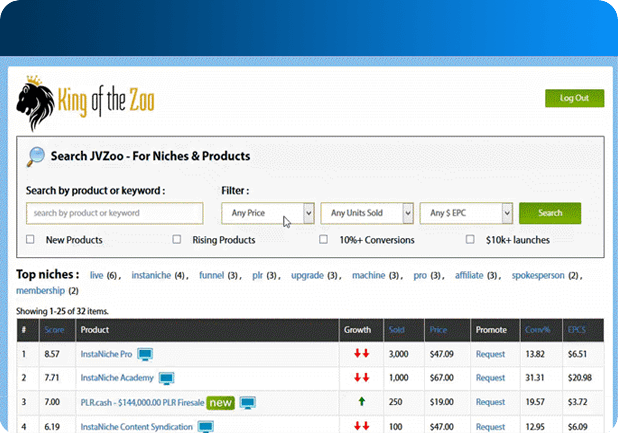 King of the Zoo
Log Out
Search JVZoo - For Niches & Products
Search by product or keyword :
Filter :
search by product or keyword
Any Price
Any Units Sold
Any $ EPC
Search
New Products
Rising Products
10%+ Conversions
$10k+ launches
Top niches : live (6) , instaniche (4) , funnel (3) , plr (3) , upgrade (3) , machine (3) , pro (3) , affiliate (3) , spokesperson (2) ,
membership (2)
Showing 1-25 of 32 items.
# Score Product Growth Sold Price Promote Conv% EPC$
1 8.57 InstaNiche Pro 3,000 $47.09 Request 13.82 $6.51
2 7.71 InstaNiche Academy 1,000 $67.00 Request 31.31 $20.98
3 7.00 PLR.cash - $144,000.00 PLR Firesale new 250 $19.00 Request 19.57 $3.72
4 6.19 InstaNiche Content Syndication 100 $47.00 Request 12.95 $6.09